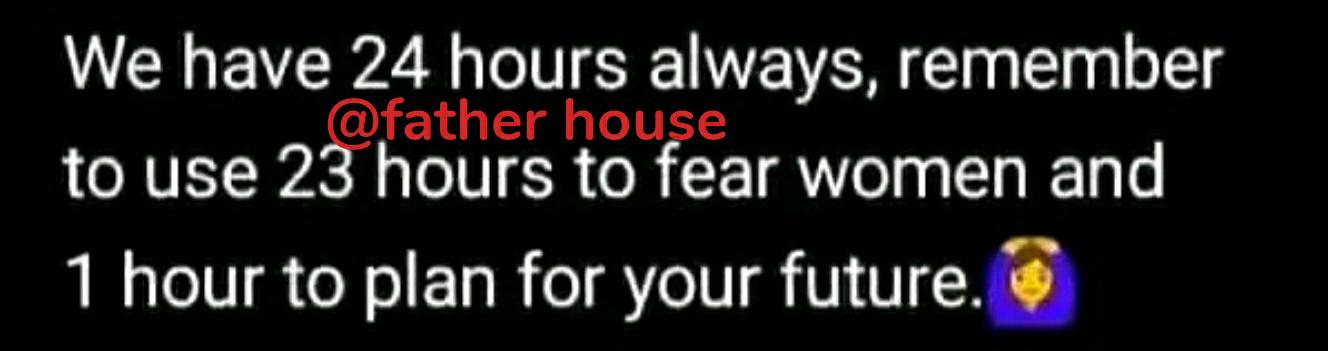 We have 24 hours always, remember
@father house
to use 23 hours to fear women and
1 hour to plan for your future.🙆‍♀️